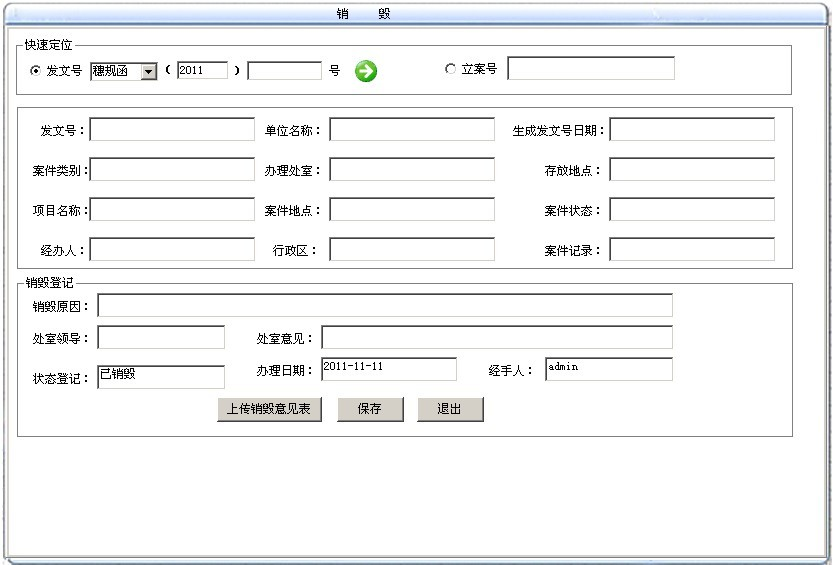 销 毁
快速定位
发文号 穗规函 ( 2011 ) 号 立案号
发文号： 单位名称： 生成发文号日期：
案件类别： 办理处室： 存放地点：
项目名称： 案件地点： 案件状态：
经办人： 行政区： 案件记录：
销毁登记
销毁原因：
处室领导： 处室意见：
状态登记： 已销毁 办理日期： 2011-11-11 经手人： admin
上传销毁意见表 保存 退出